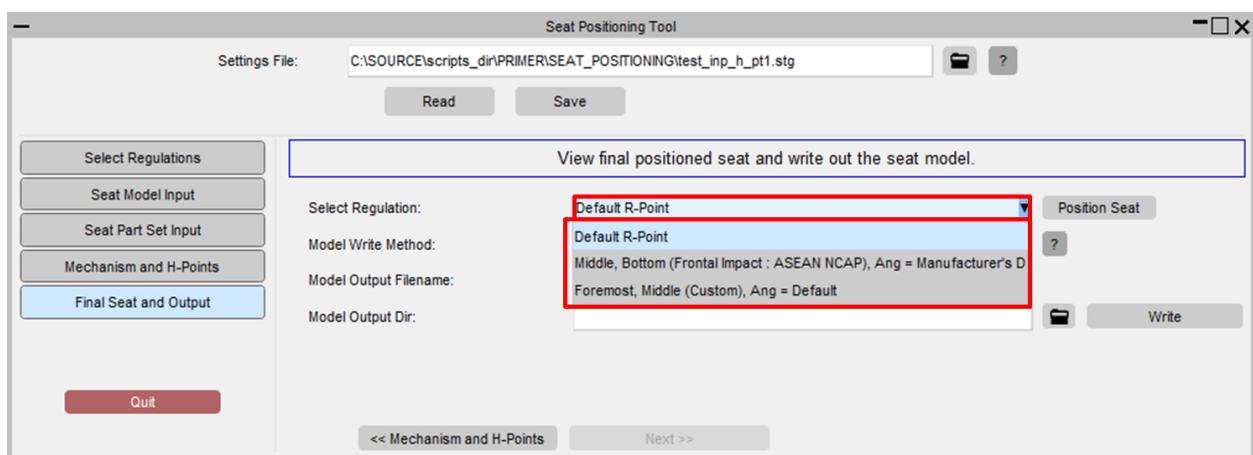 Seat Positioning Tool
Settings File: C:\SOURCE\scripts_dir\PRIMER\SEAT_POSITIONING\test_inp_h_pt1.stg ?
Read Save
Select Regulations
Seat Model Input
Seat Part Set Input
Mechanism and H-Points
Final Seat and Output
Quit
View final positioned seat and write out the seat model.
Select Regulation: Default R-Point Position Seat
Default R-Point
Model Write Method: ?
Middle, Bottom (Frontal Impact : ASEAN NCAP), Ang = Manufacturer's D
Model Output Filename:
Foremost, Middle (Custom), Ang = Default
Model Output Dir: Write
<< Mechanism and H-Points Next >>